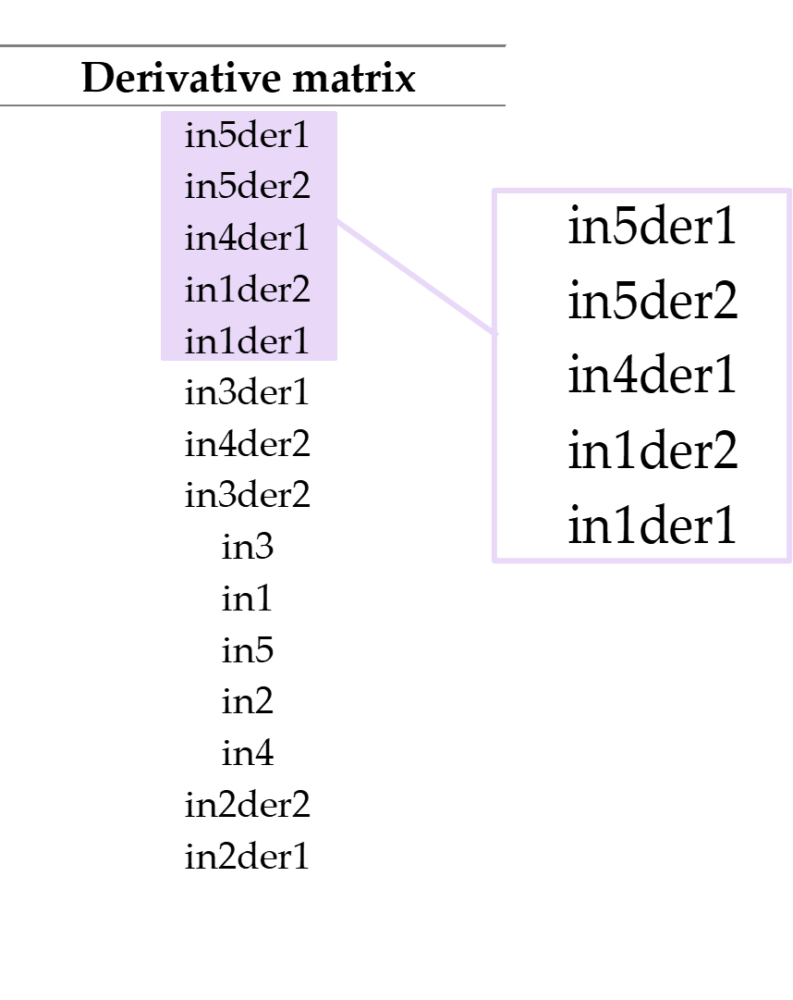 Derivative matrix
in5der1
in5der2
in4der1
in1der2
in1der1
in3der1
in4der2
in3der2
in3
in1
in5
in2
in4
in2der2
in2der1
in5der1
in5der2
in4der1
in1der2
in1der1